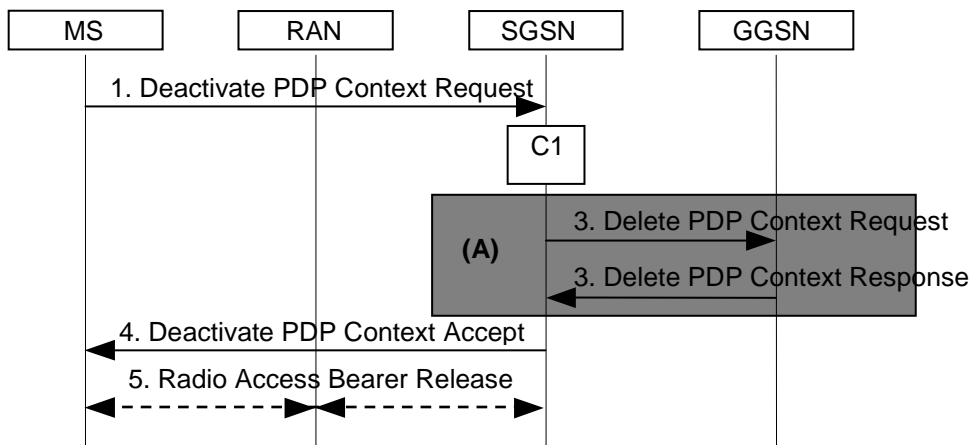 MS
RAN
SGSN
GGSN
1. Deactivate PDP Context Request
C1
3. Delete PDP Context Request
(A)
3. Delete PDP Context Response
4. Deactivate PDP Context Accept
5. Radio Access Bearer Release